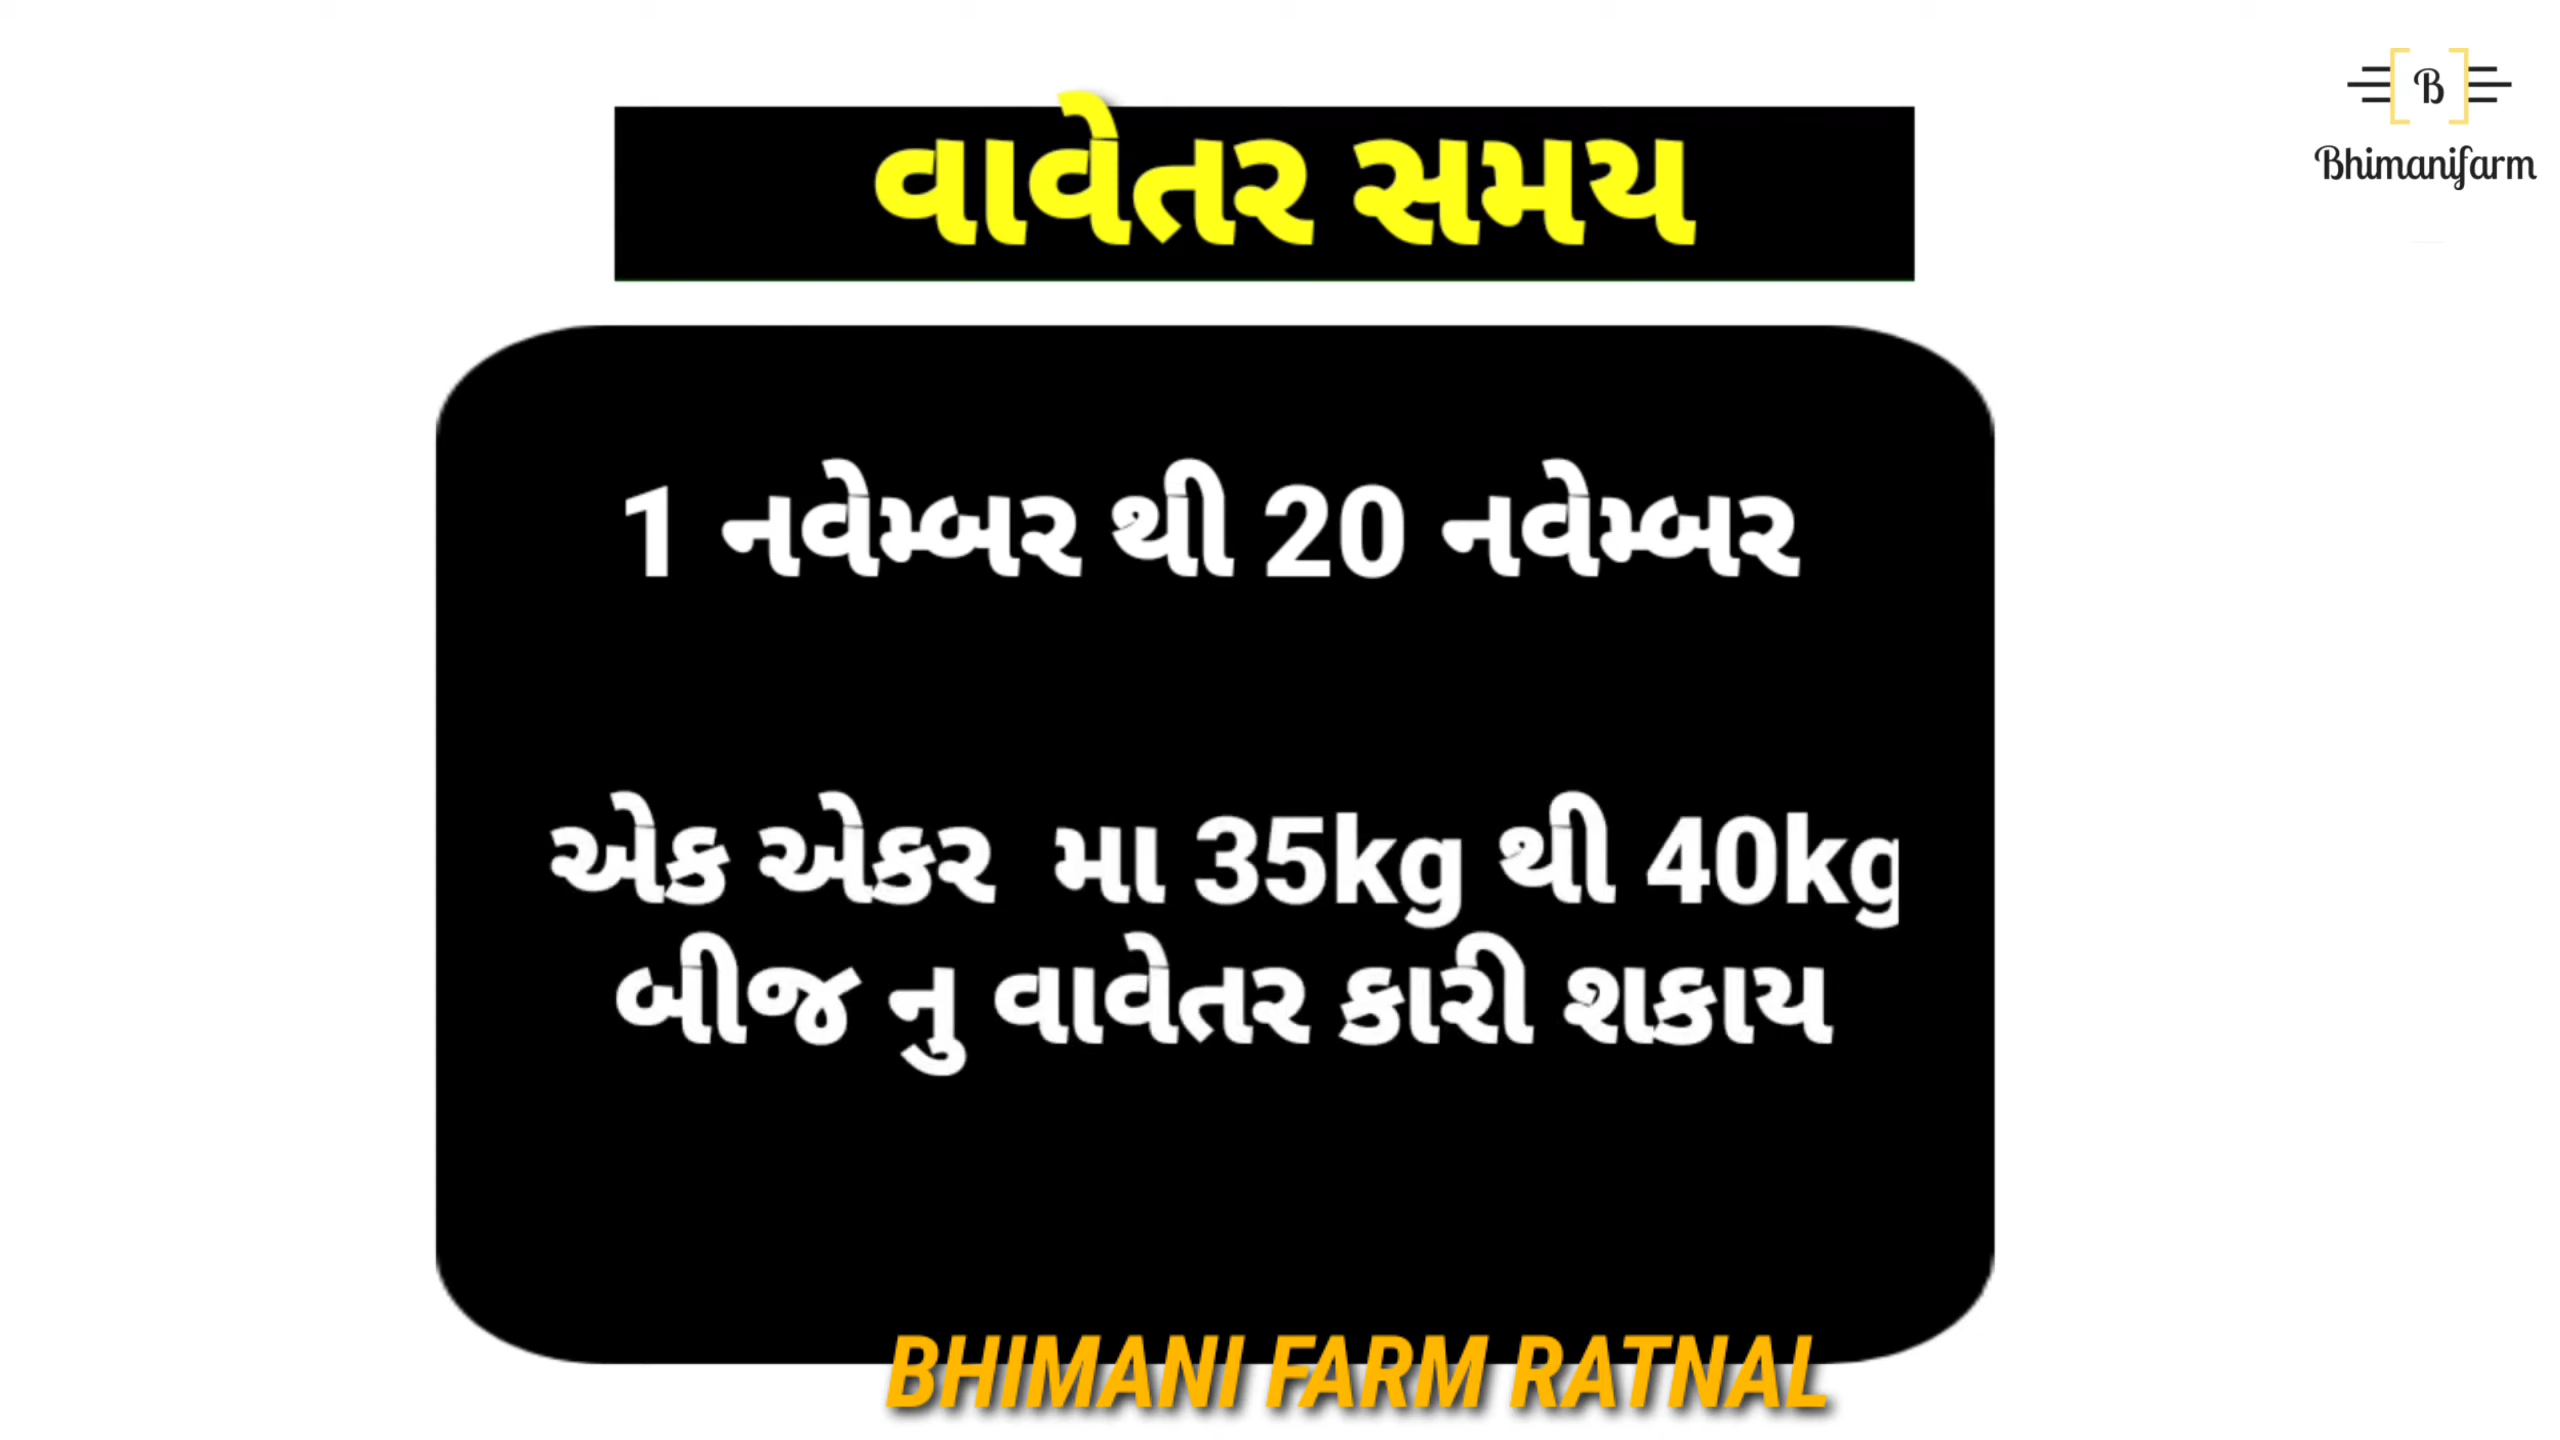 B
Bhimanifarm
વાવેતર સમય
1 નવેમ્બર થી 20 નવેમ્બર
એક એકર મા 35kg થી 40kg
બીજ નુ વાવેતર કારી શકાય
BHIMANI FARM RATNAL